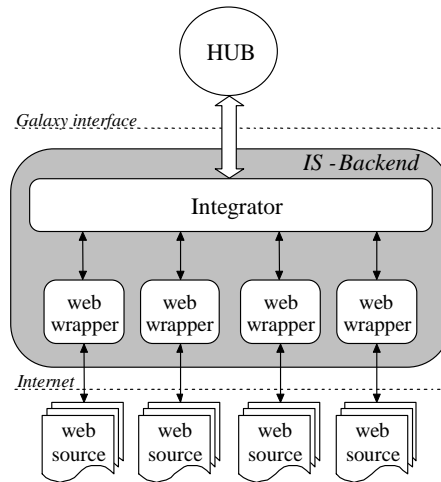 HUB
Galaxy interface
IS - Backend
Integrator
web wrapper
web wrapper
web wrapper
web wrapper
Internet
web source
web source
web source
web source